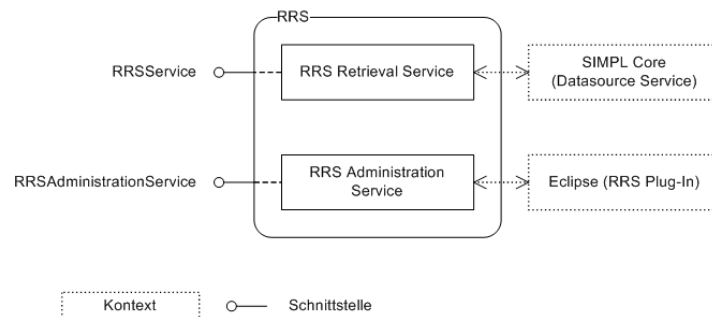 RRS
RRSService
RRS Retrieval Service
SIMPL Core
(Datasource Service)
RRSAdministrationService
RRS Administration
Service
Eclipse (RRS Plug-In)
Kontext
Schnittstelle